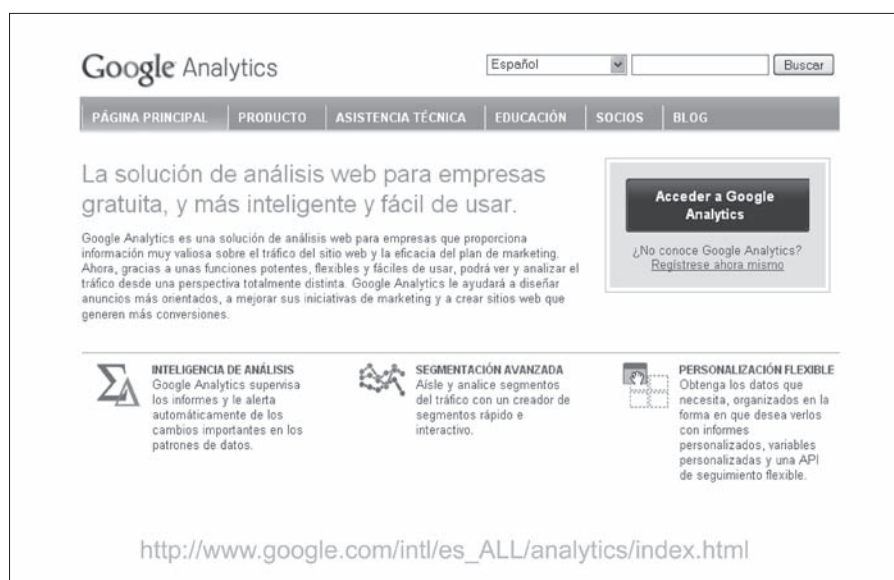 Google Analytics
Español
Buscar
PÁGINA PRINCIPAL PRODUCTO ASISTENCIA TÉCNICA EDUCACIÓN SOCIOS BLOG
La solución de análisis web para empresas
gratuita, y más inteligente y fácil de usar.
Google Analytics es una solución de análisis web para empresas que proporciona
información muy valiosa sobre el tráfico del sitio web y la eficacia del plan de marketing.
Ahora, gracias a unas funciones potentes, flexibles y fáciles de usar, podrá ver y analizar el
tráfico desde una perspectiva totalmente distinta. Google Analytics le ayudará a diseñar
anuncios más orientados, a mejorar sus iniciativas de marketing y a crear sitios web que
generen más conversiones.
Acceder a Google
Analytics
¿No conoce Google Analytics?
Regístrese ahora mismo
INTELIGENCIA DE ANÁLISIS
Google Analytics supervisa
los informes y le alerta
automáticamente de los
cambios importantes en los
patrones de datos.
SEGMENTACIÓN AVANZADA
Aísle y analice segmentos
del tráfico con un creador de
segmentos rápido e
interactivo.
PERSONALIZACIÓN FLEXIBLE
Obtenga los datos que
necesita, organizados en la
forma en que desea verlos
con informes
personalizados, variables
personalizadas y una API
de seguimiento flexible.
http://www.google.com/intl/es_ALL/analytics/index.html